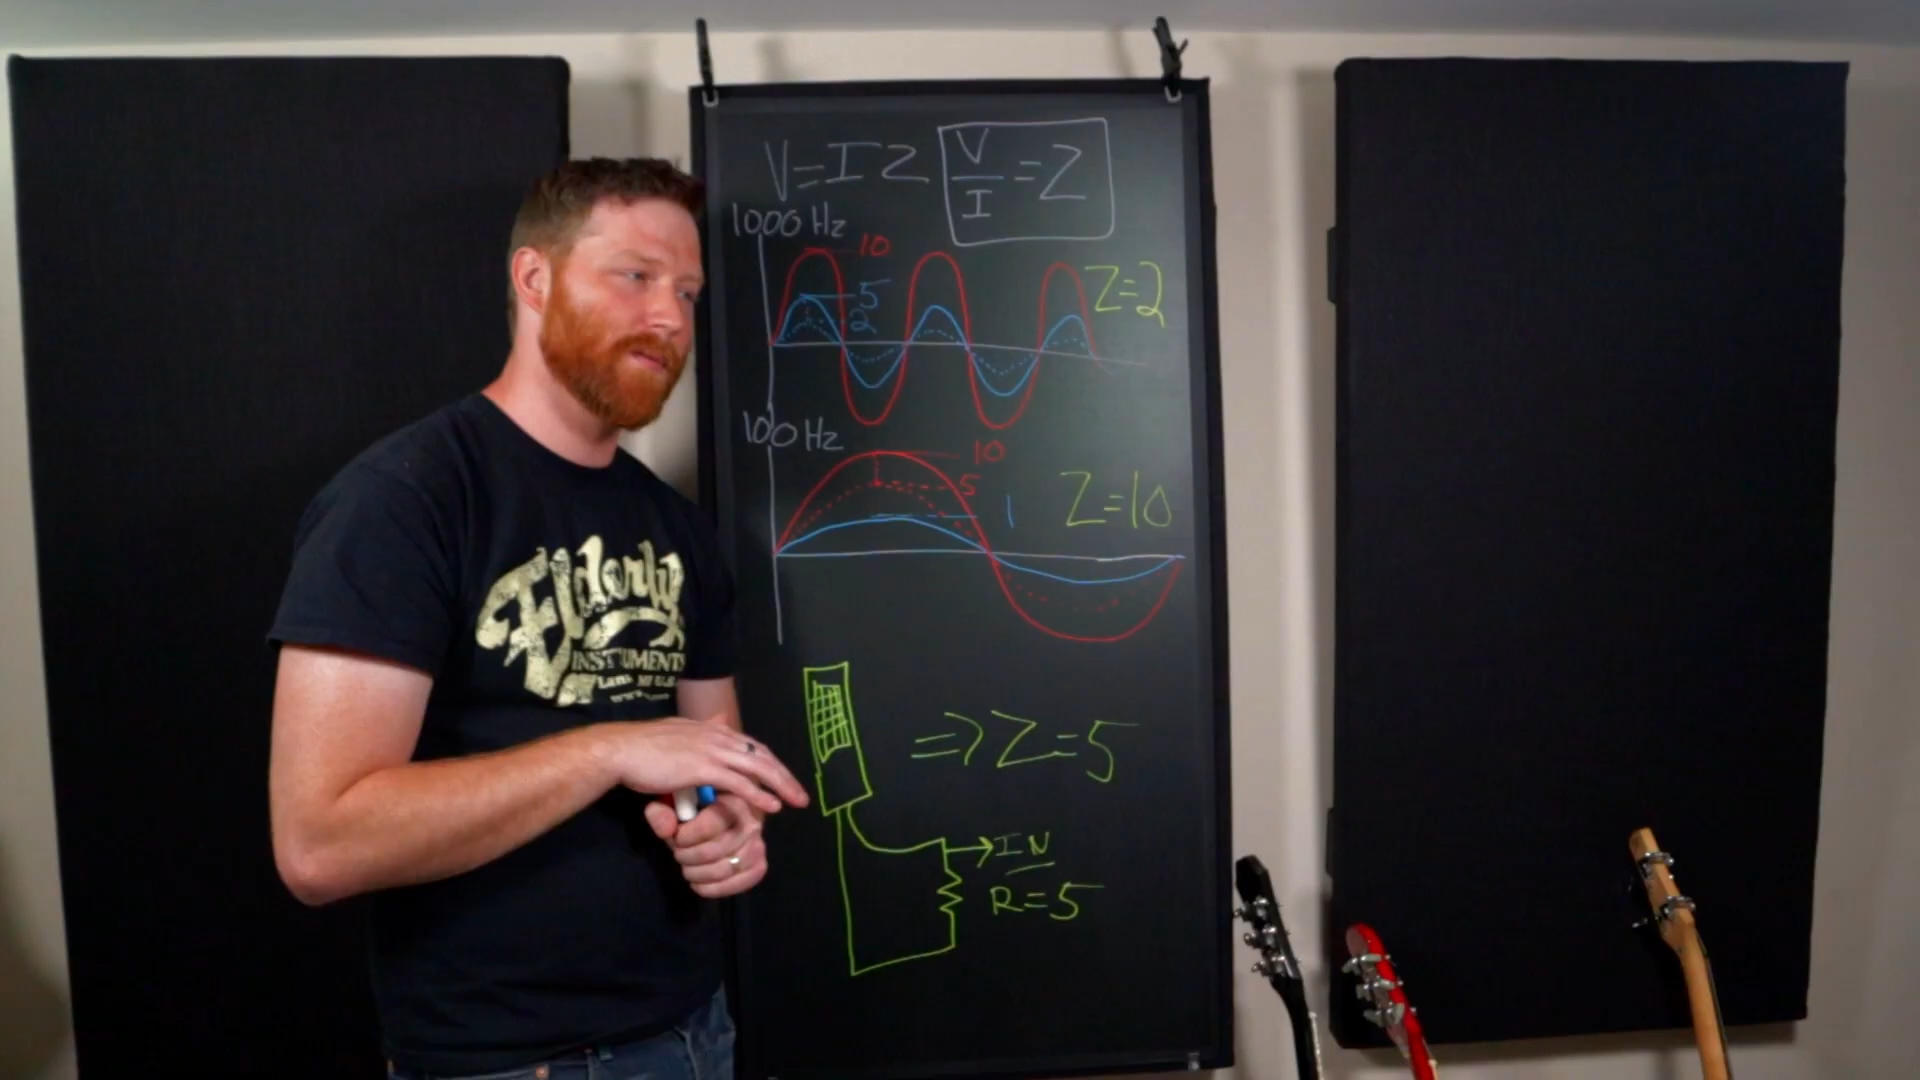 V=IZ V/I=Z
1000 Hz
10
5
2
Z=2
100 Hz
10
5
1
Z=10
=> Z=5
IN
R=5
Elderly
INSTRUMENTS